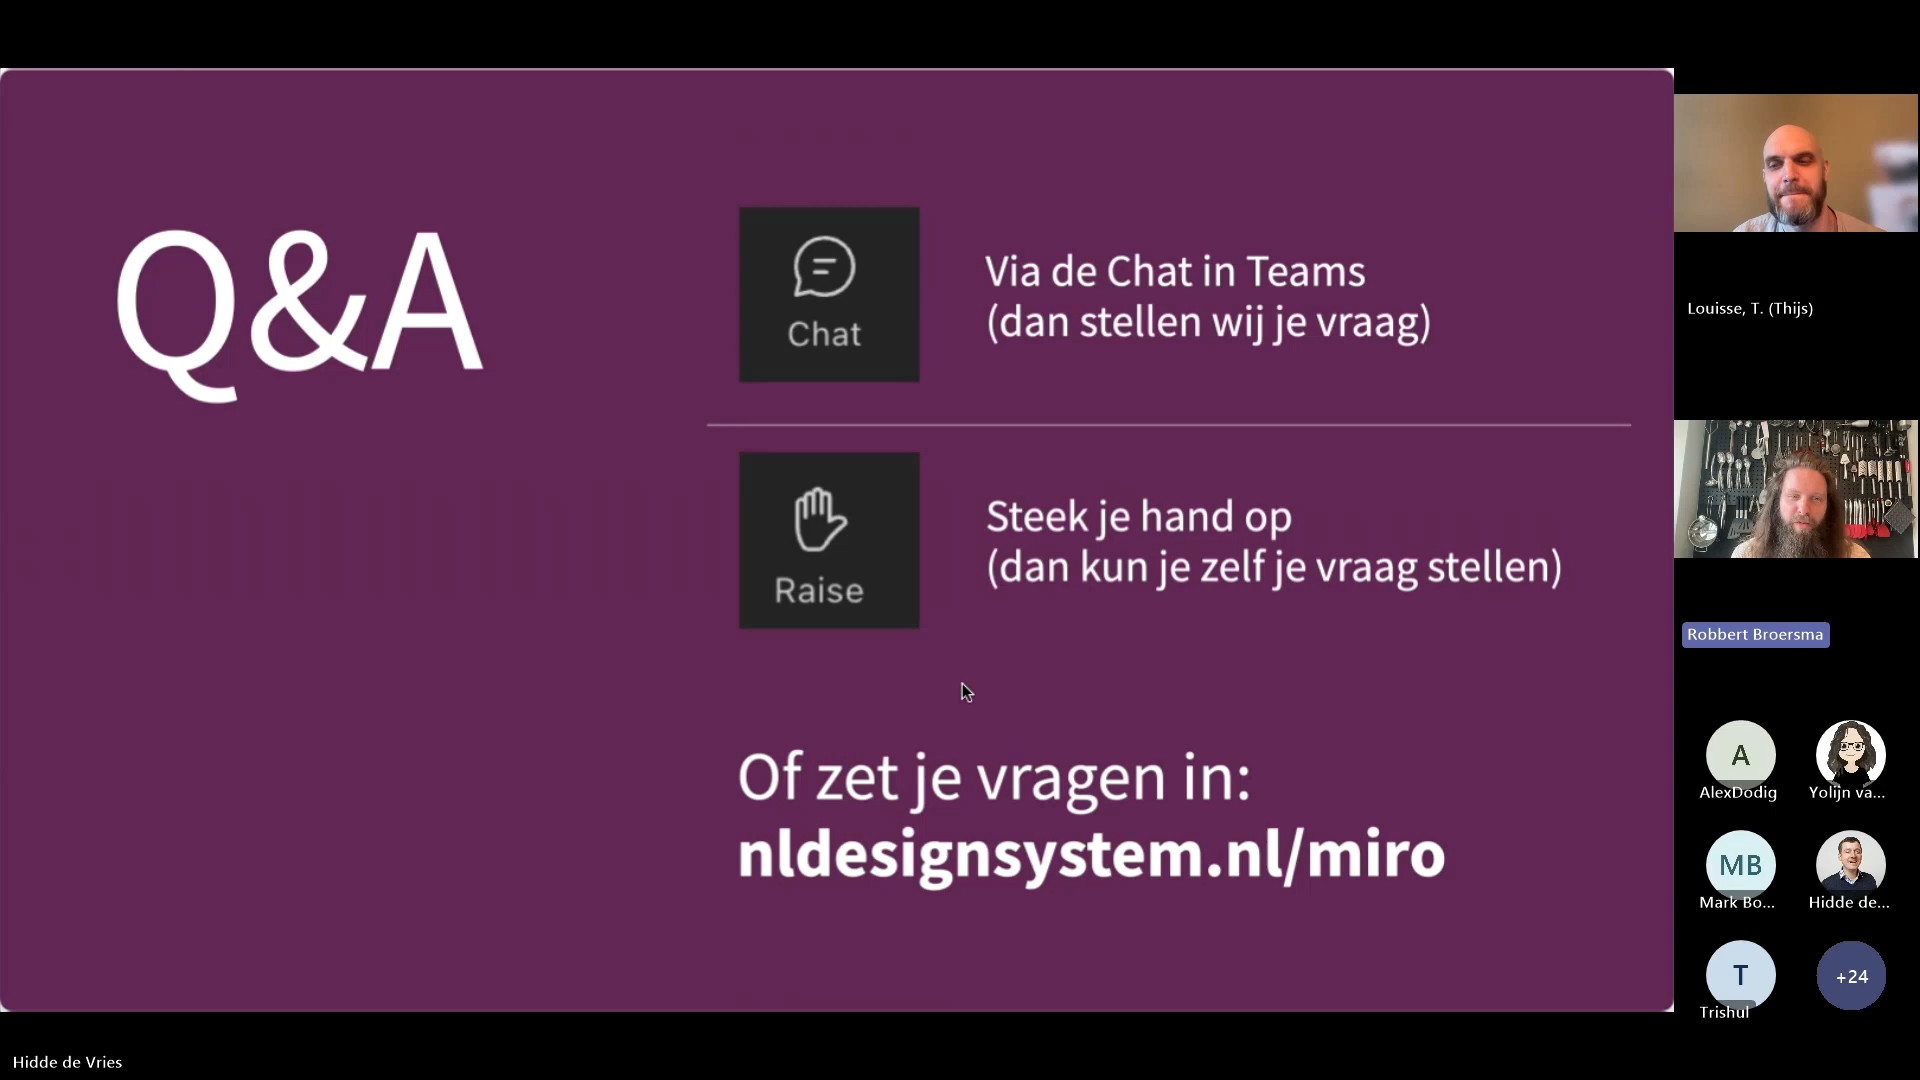 Q&A
Chat
Via de Chat in Teams
(dan stellen wij je vraag)
Raise
Steek je hand op
(dan kun je zelf je vraag stellen)
Of zet je vragen in:
nldesignsystem.nl/miro
Louisse, T. (Thijs)
Robbert Broersma
A
AlexDodig
Yolijn va...
MB
Mark Bo...
Hidde de...
T
Trishul
+24
Hidde de Vries